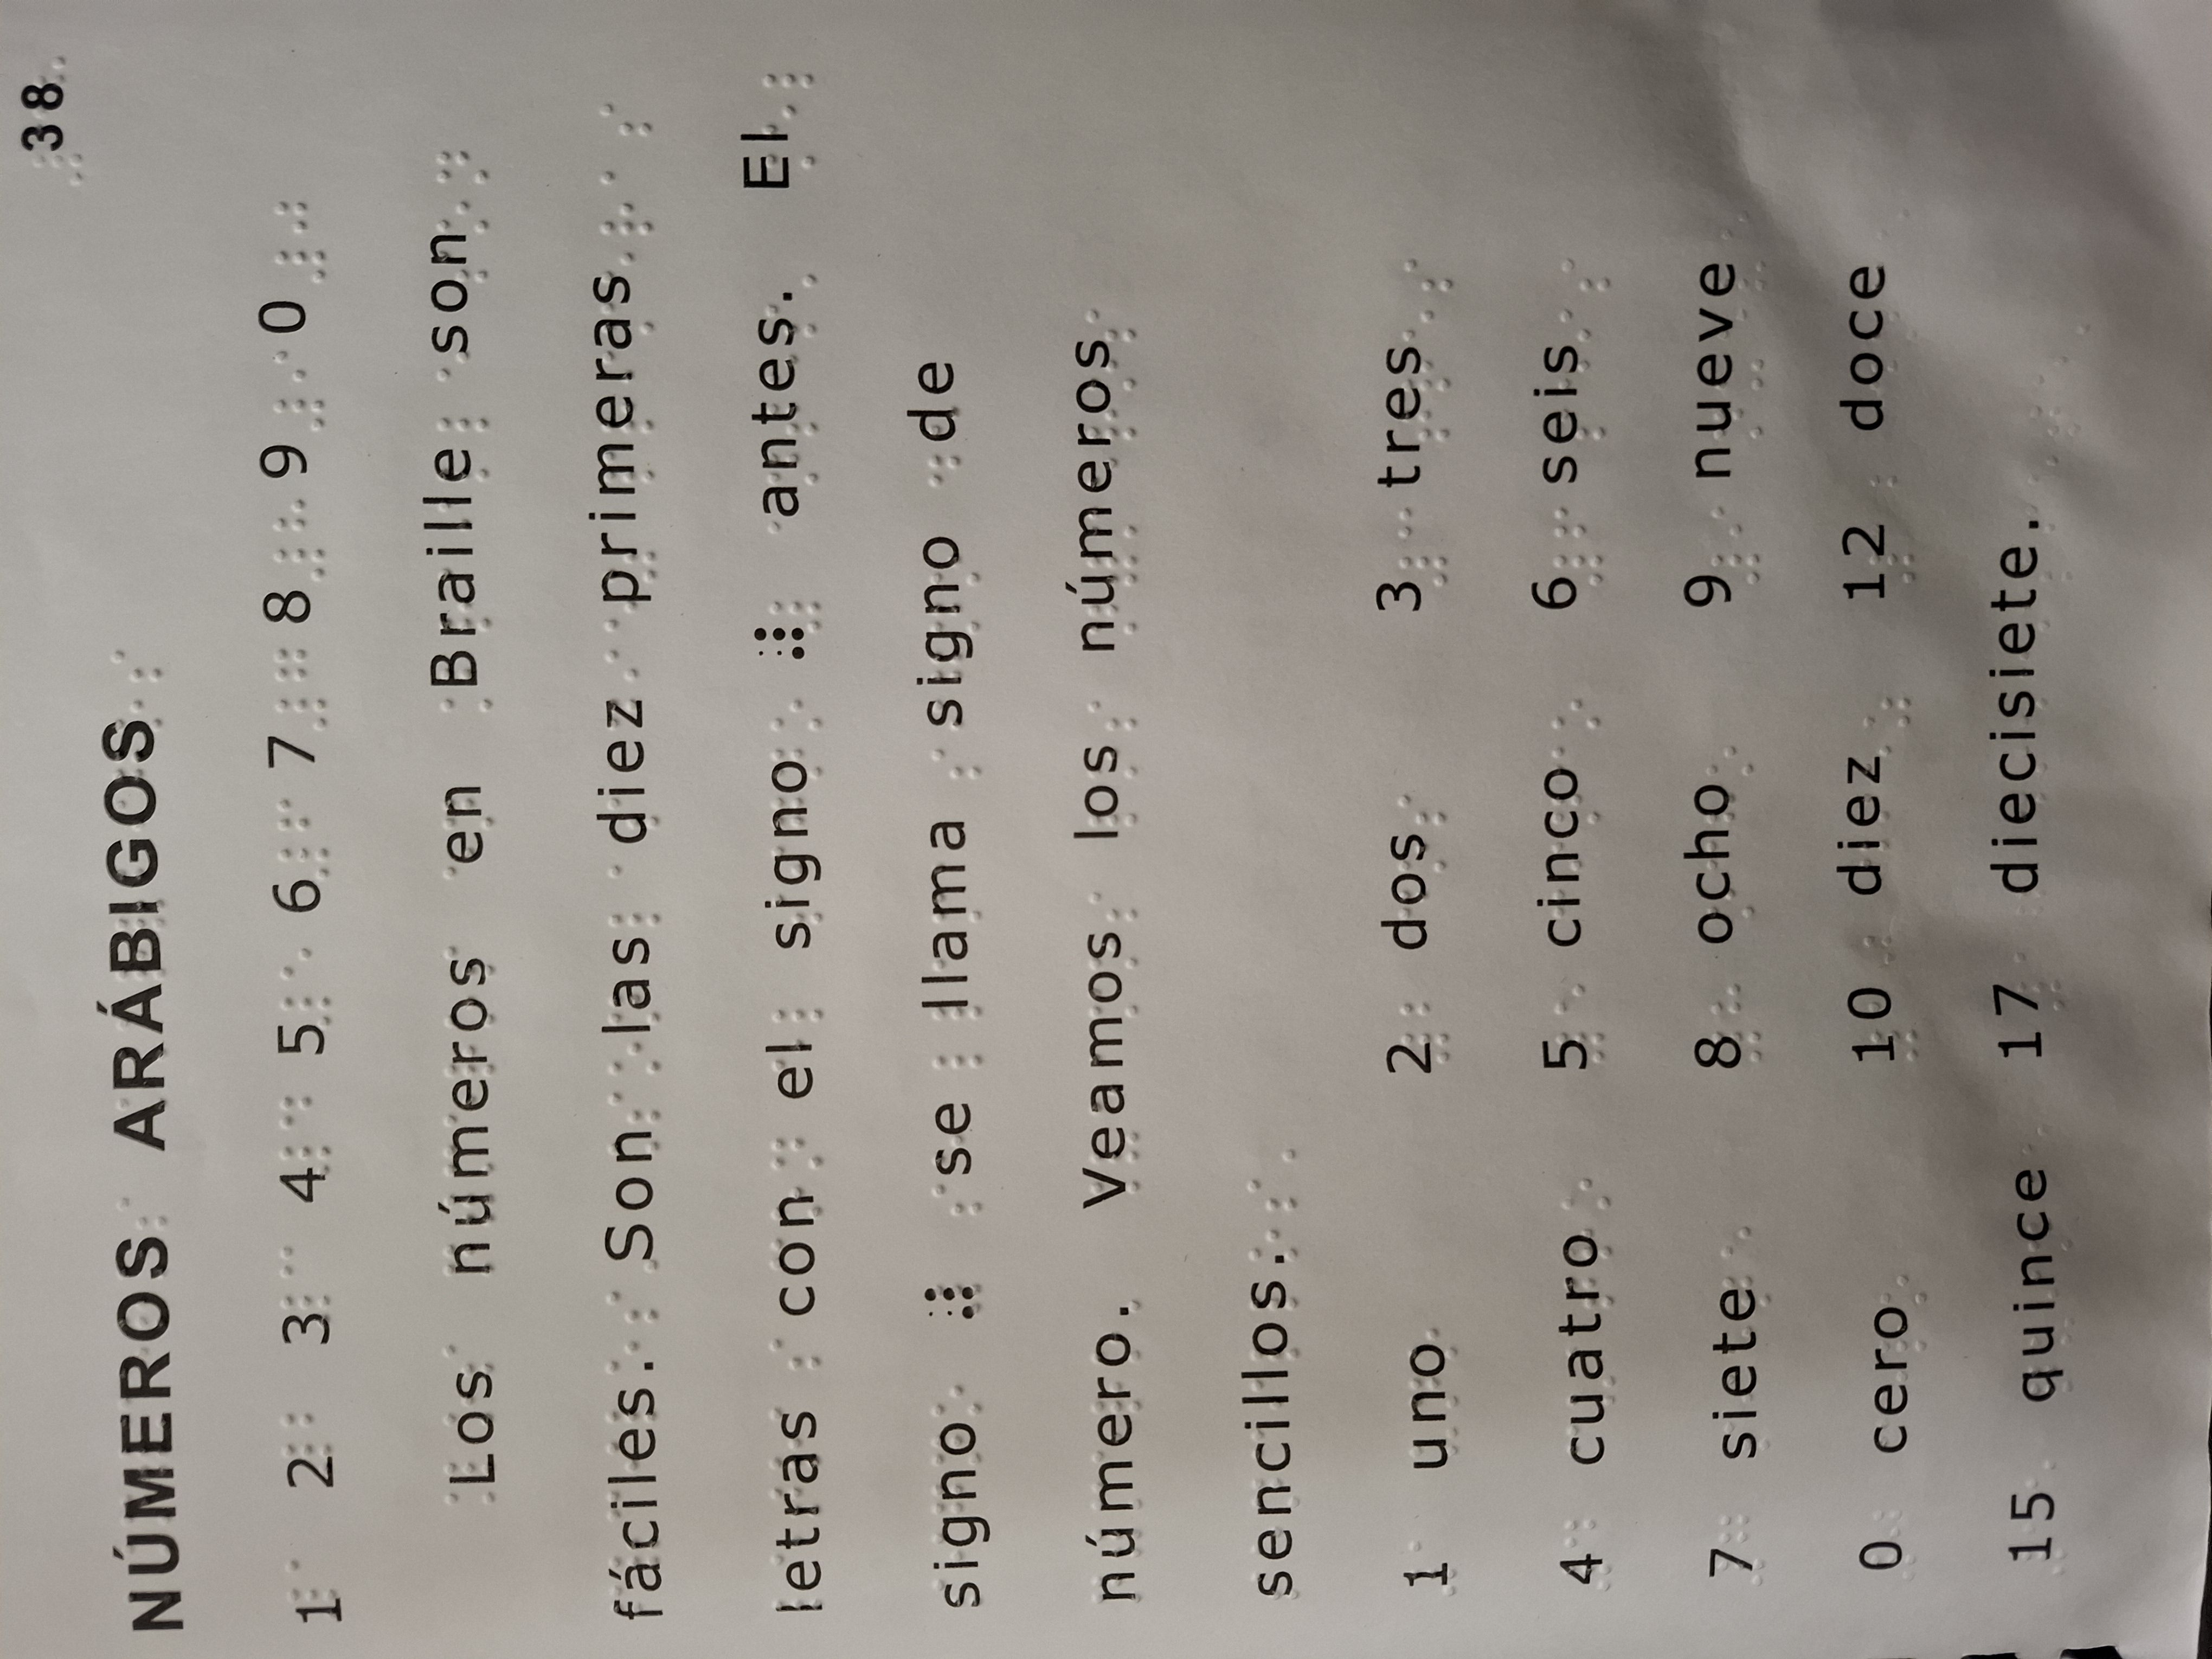 38
NÚMEROS ARÁBIGOS
1 2 3 4 5 6 7 8 9 0
Los números en Braille son
fáciles. Son las diez primeras
letras con el signo ⠼ antes. El
signo ⠼ se llama signo de
número. Veamos los números
sencillos.
1 uno 2 dos 3 tres
4 cuatro 5 cinco 6 seis
7 siete 8 ocho 9 nueve
0 cero 10 diez 12 doce
15 quince 17 diecisiete.